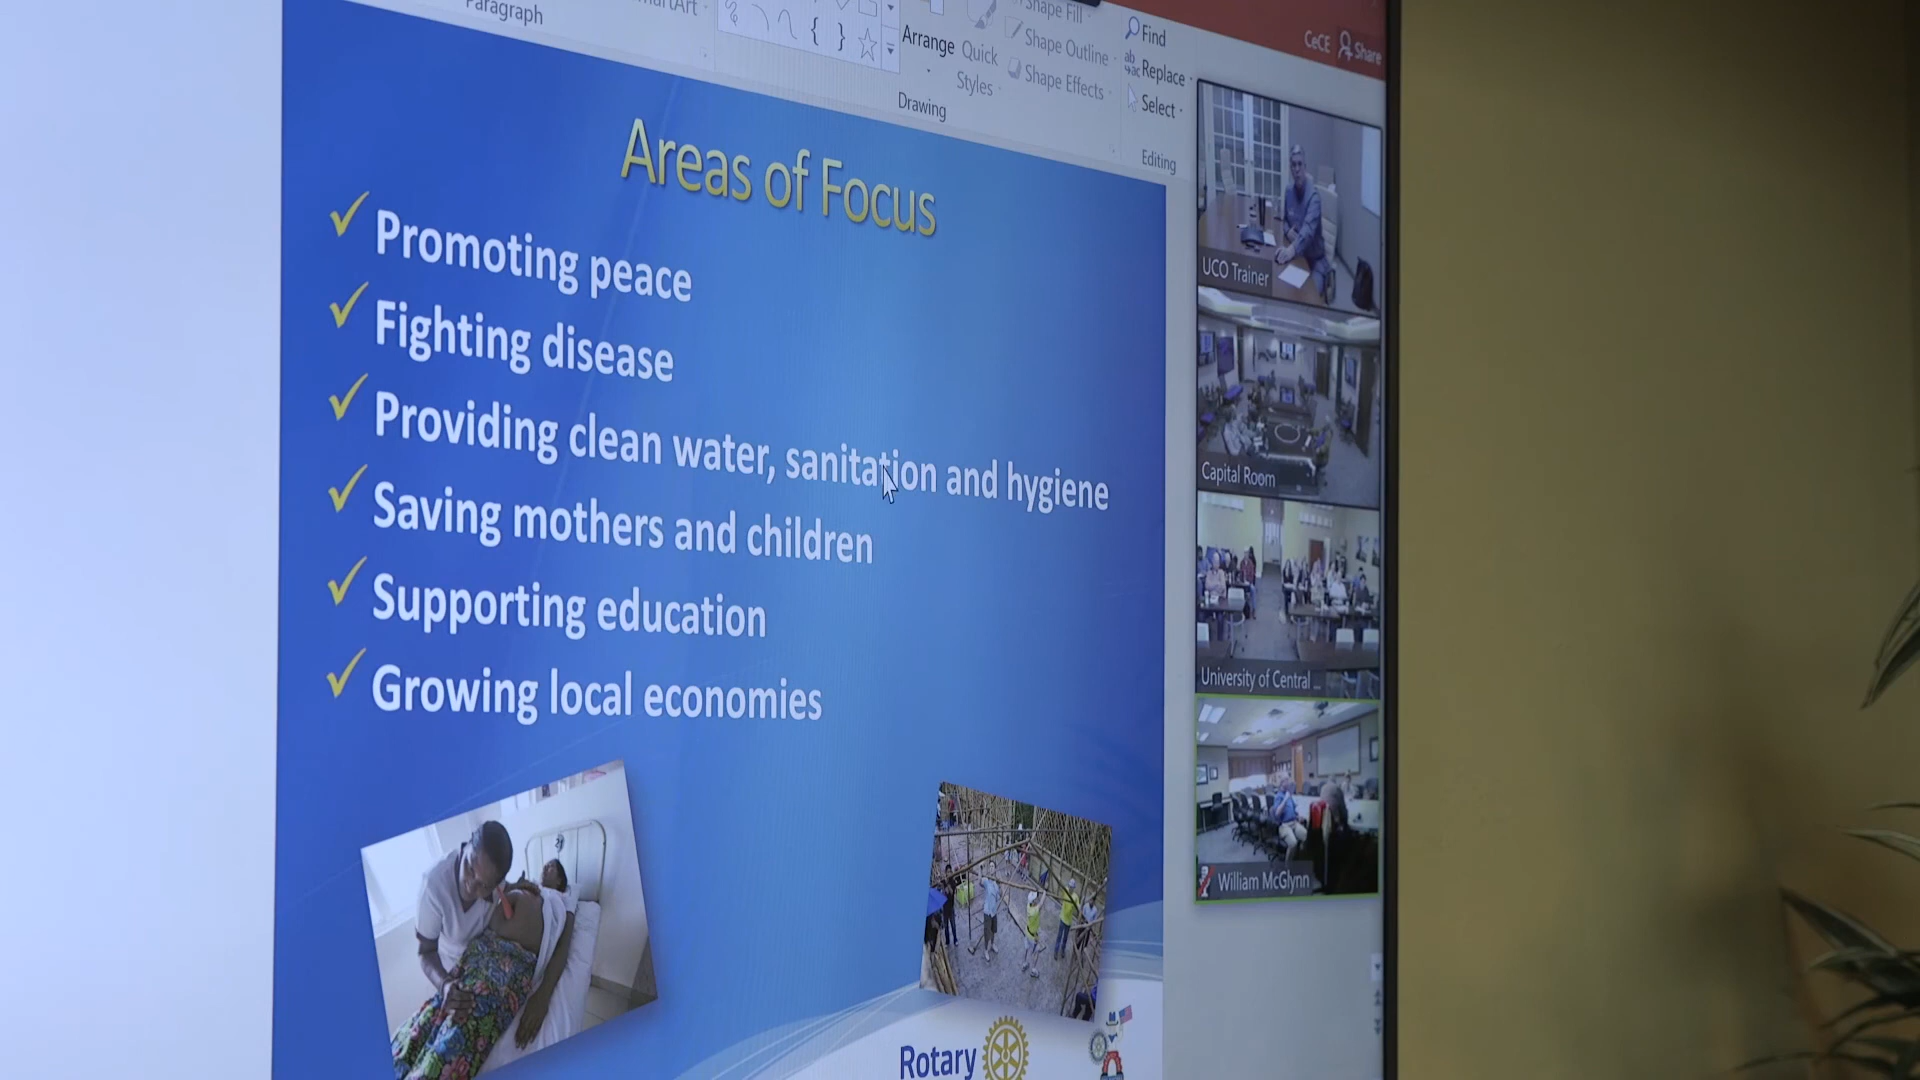 Paragraph
Arrange
Quick
Styles
Shape Fill
Shape Outline
Shape Effects
Drawing
Find
Replace
Select
Editing
CeCE
Share
Areas of Focus
Promoting peace
Fighting disease
Providing clean water, sanitation and hygiene
Saving mothers and children
Supporting education
Growing local economies
Rotary
UCO Trainer
Capital Room
University of Central ...
William McGlynn